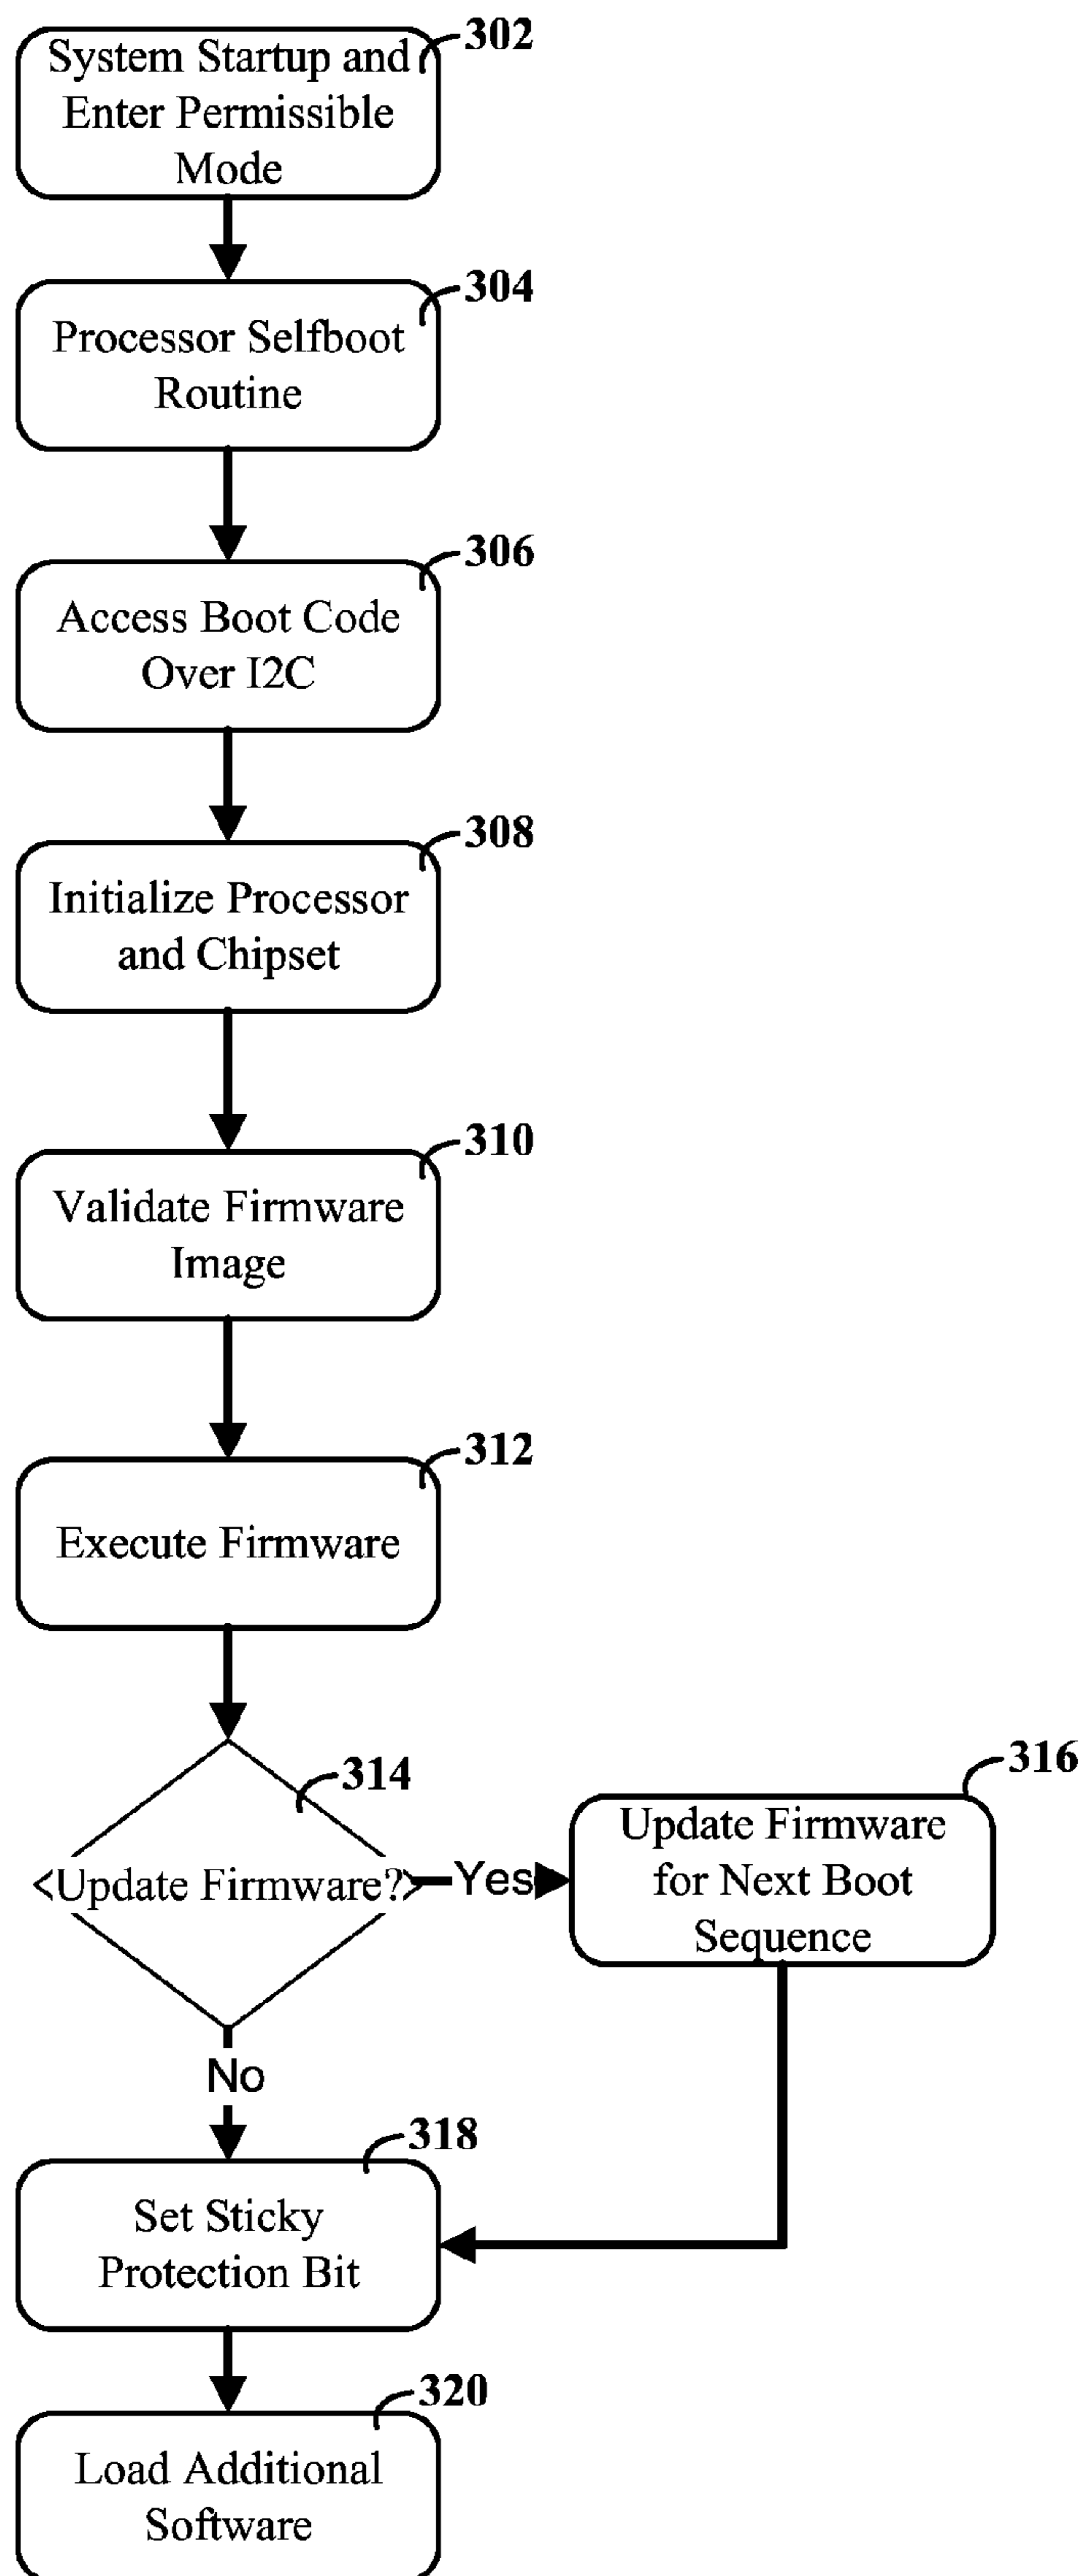 302
System Startup and
Enter Permissible
Mode
304
Processor Selfboot
Routine
306
Access Boot Code
Over I2C
308
Initialize Processor
and Chipset
310
Validate Firmware
Image
312
Execute Firmware
314
Update Firmware?
Yes
316
Update Firmware
for Next Boot
Sequence
No
318
Set Sticky
Protection Bit
320
Load Additional
Software